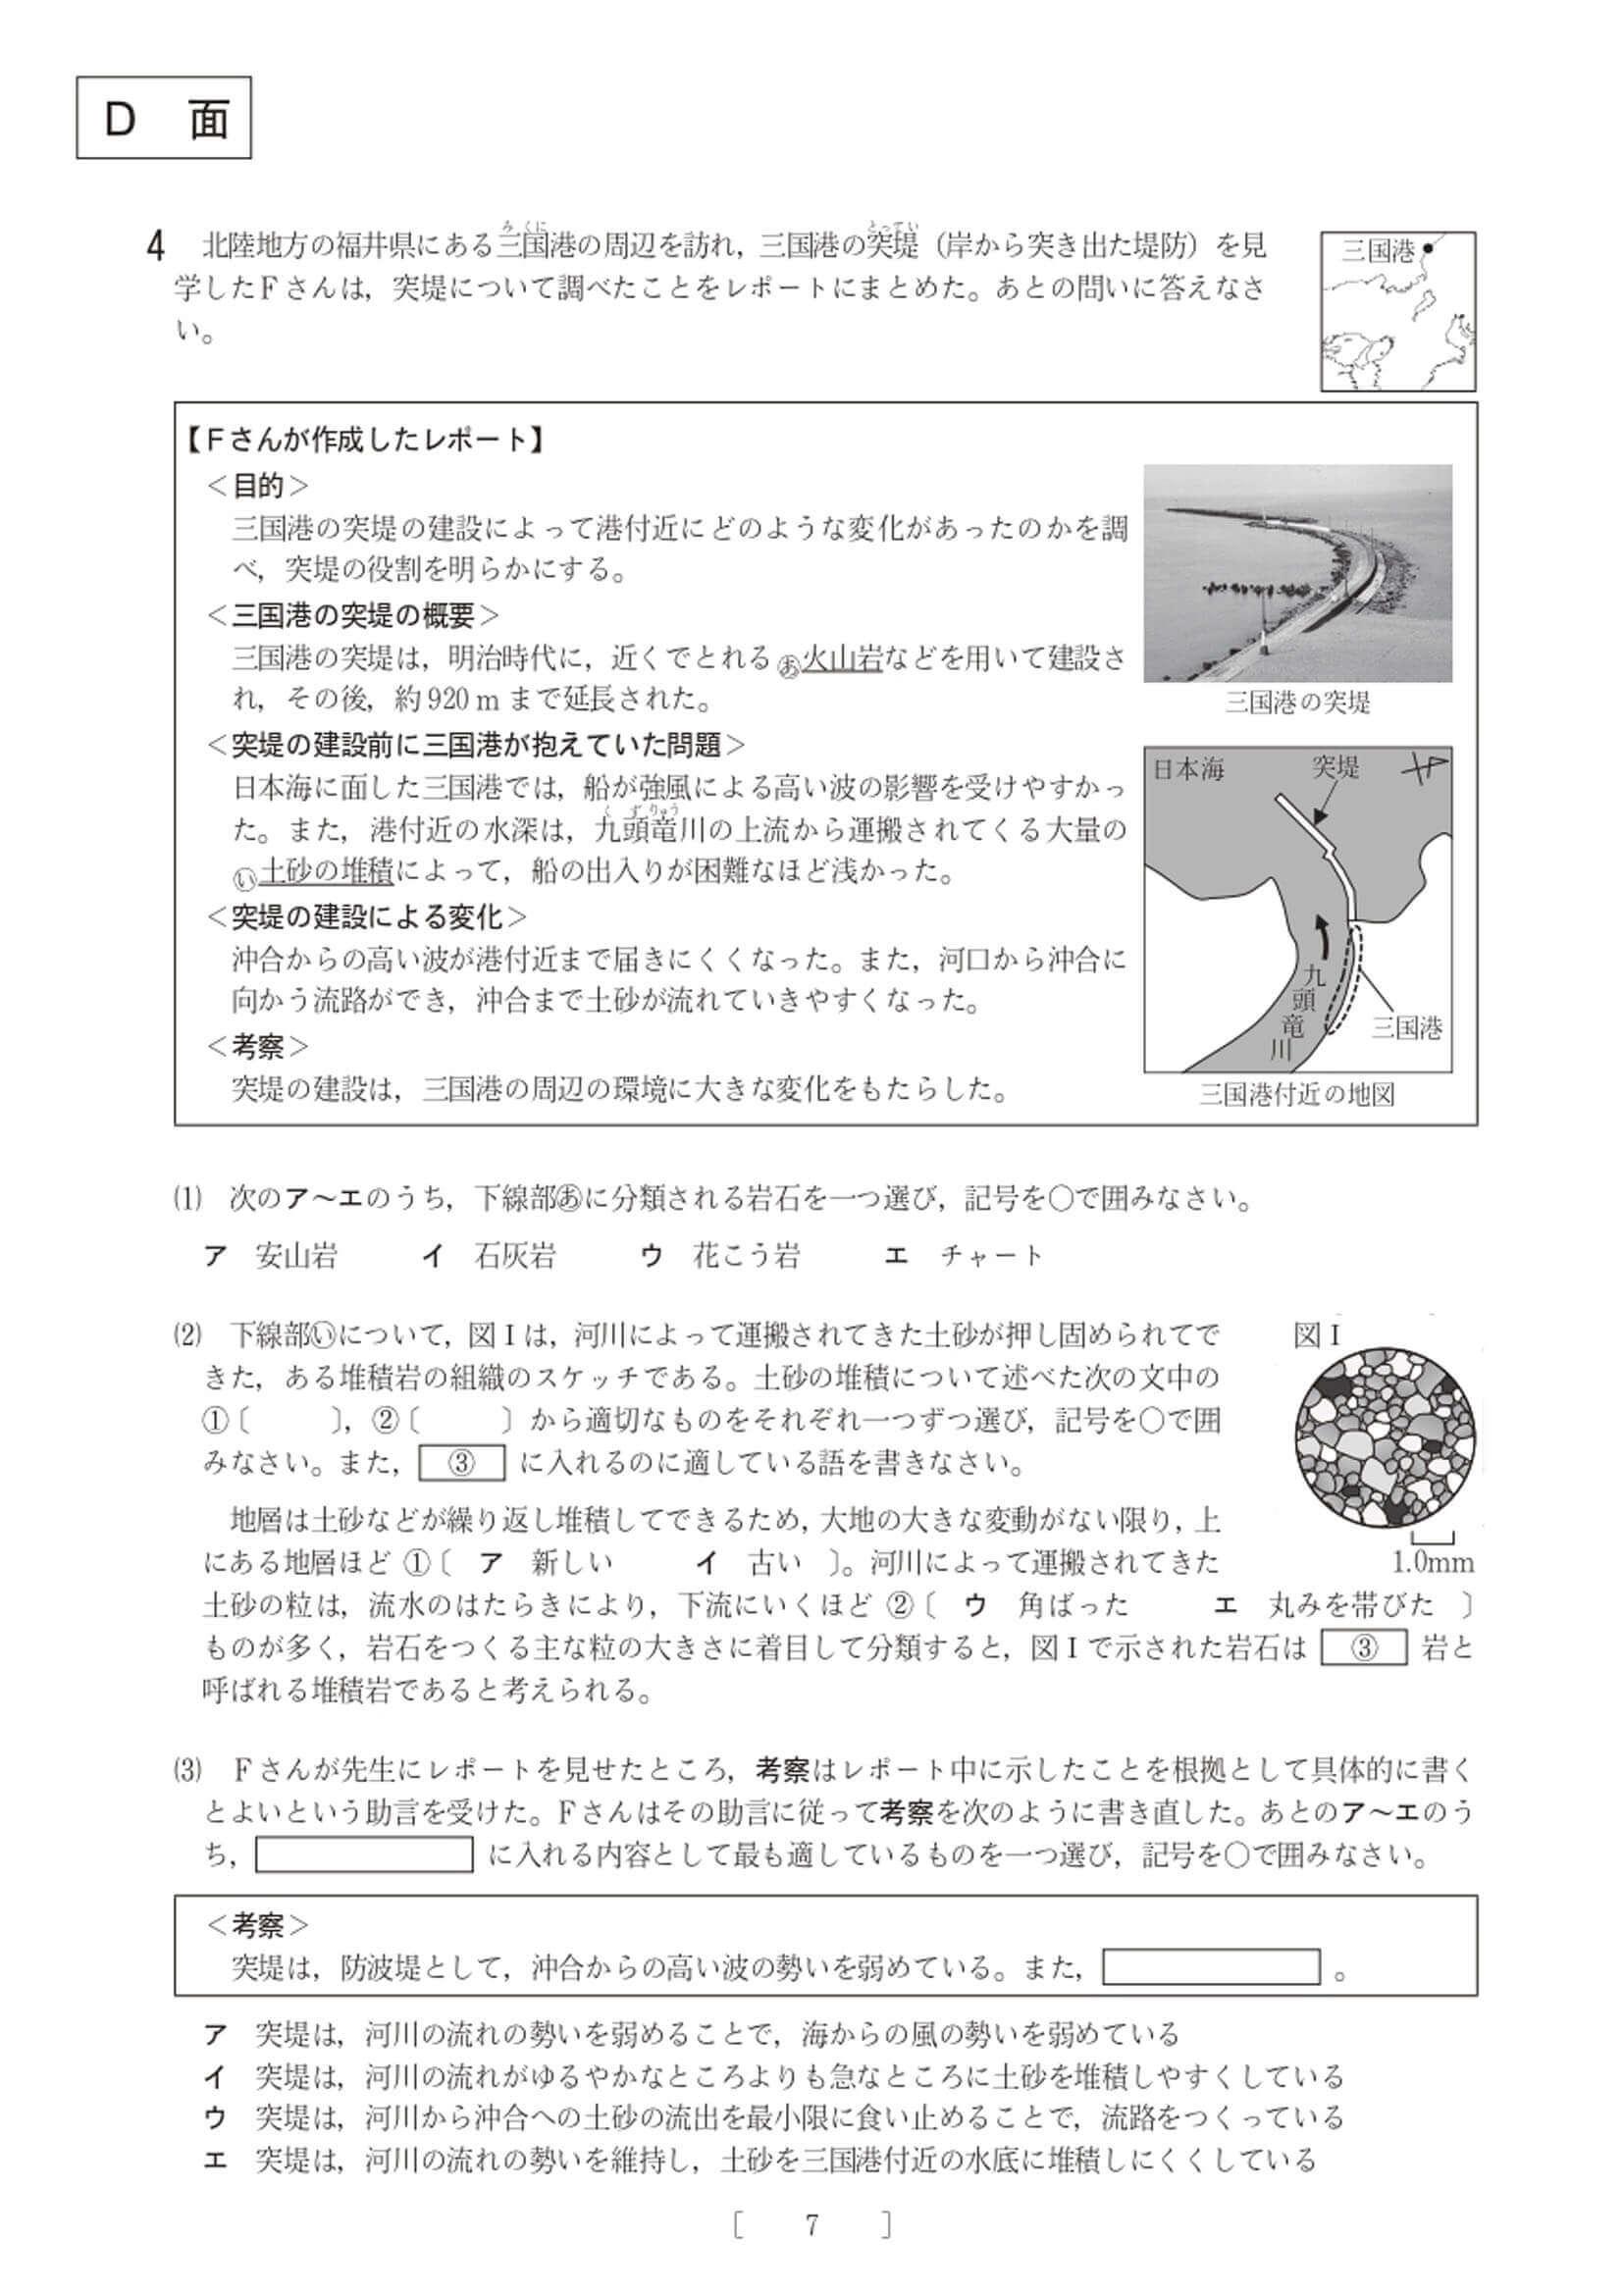 D 面
4 北陸地方の福井県にある三国港の周辺を訪れ，三国港の突堤（岸から突き出た堤防）を見
学したＦさんは，突堤について調べたことをレポートにまとめた。あとの問いに答えなさ
い。
三国港
【Ｆさんが作成したレポート】
＜目的＞
三国港の突堤の建設によって港付近にどのような変化があったのかを調
べ，突堤の役割を明らかにする。
＜三国港の突堤の概要＞
三国港の突堤は，明治時代に，近くでとれるあ火山岩などを用いて建設さ
れ，その後，約920 m まで延長された。
三国港の突堤
＜突堤の建設前に三国港が抱えていた問題＞
日本海に面した三国港では，船が強風による高い波の影響を受けやすかっ
た。また，港付近の水深は，九頭竜川の上流から運搬されてくる大量の
い土砂の堆積によって，船の出入りが困難なほど浅かった。
＜突堤の建設による変化＞
沖合からの高い波が港付近まで届きにくくなった。また，河口から沖合に
向かう流路ができ，沖合まで土砂が流れていきやすくなった。
＜考察＞
突堤の建設は，三国港の周辺の環境に大きな変化をもたらした。
日本海
突堤
九頭竜川
三国港
三国港付近の地図
⑴ 次のア～エのうち，下線部あに分類される岩石を一つ選び，記号を○で囲みなさい。
ア 安山岩 イ 石灰岩 ウ 花こう岩 エ チャート
⑵ 下線部いについて，図Ⅰは，河川によって運搬されてきた土砂が押し固められてで
きた，ある堆積岩の組織のスケッチである。土砂の堆積について述べた次の文中の
①〔 〕，②〔 〕から適切なものをそれぞれ一つずつ選び，記号を○で囲
みなさい。また， ③ に入れるのに適している語を書きなさい。
図Ⅰ
1.0mm
地層は土砂などが繰り返し堆積してできるため，大地の大きな変動がない限り，上
にある地層ほど ①〔 ア 新しい イ 古い 〕。河川によって運搬されてきた
土砂の粒は，流水のはたらきにより，下流にいくほど ②〔 ウ 角ばった エ 丸みを帯びた 〕
ものが多く，岩石をつくる主な粒の大きさに着目して分類すると，図Ⅰで示された岩石は ③ 岩と
呼ばれる堆積岩であると考えられる。
⑶ Ｆさんが先生にレポートを見せたところ，考察はレポート中に示したことを根拠として具体的に書く
とよいという助言を受けた。Ｆさんはその助言に従って考察を次のように書き直した。あとのア～エのう
ち， に入れる内容として最も適しているものを一つ選び，記号を○で囲みなさい。
＜考察＞
突堤は，防波堤として，沖合からの高い波の勢いを弱めている。また， 。
ア 突堤は，河川の流れの勢いを弱めることで，海からの風の勢いを弱めている
イ 突堤は，河川の流れがゆるやかなところよりも急なところに土砂を堆積しやすくしている
ウ 突堤は，河川から沖合への土砂の流出を最小限に食い止めることで，流路をつくっている
エ 突堤は，河川の流れの勢いを維持し，土砂を三国港付近の水底に堆積しにくくしている
［ 7 ］